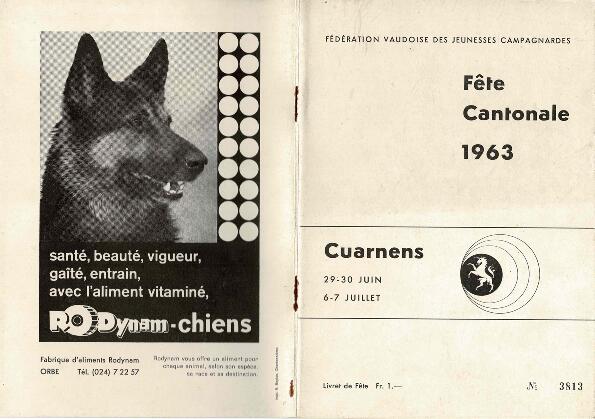 santé, beauté, vigueur,
gaîté, entrain,
avec l'aliment vitaminé,
RODynam-chiens
Fabrique d'aliments Rodynam
ORBE Tél. (024) 7 22 57
Rodynam vous offre un aliment pour
chaque animal, selon son espèce,
sa race et sa destination.
FÉDÉRATION VAUDOISE DES JEUNESSES CAMPAGNARDES
Fête
Cantonale
1963
Cuarnens
29-30 JUIN
6-7 JUILLET
Livret de Fête Fr. 1.—
№ 3813